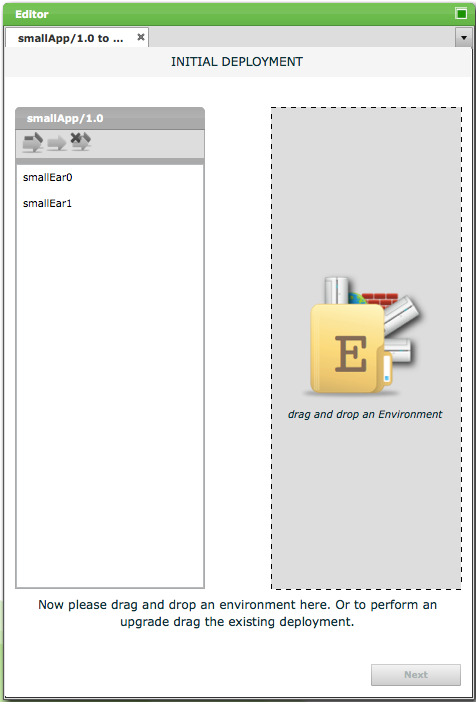 Editor
smallApp/1.0 to ...
INITIAL DEPLOYMENT
smallApp/1.0
smallEar0
smallEar1
E
drag and drop an Environment
Now please drag and drop an environment here. Or to perform an
upgrade drag the existing deployment.
Next